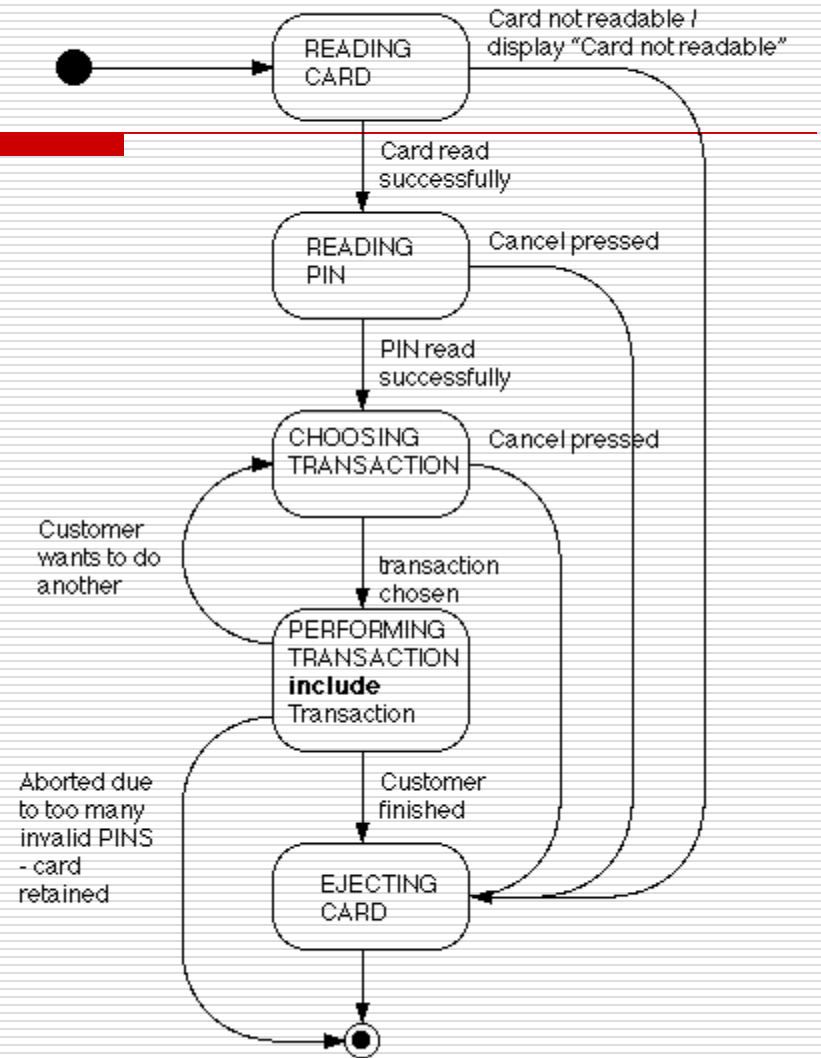 Card not readable /
display "Card not readable"
READING
CARD
Card read
successfully
READING
PIN
Cancel pressed
PIN read
successfully
CHOOSING
TRANSACTION
Cancel pressed
Customer
wants to do
another
transaction
chosen
PERFORMING
TRANSACTION
include
Transaction
Aborted due
to too many
invalid PINS
- card
retained
Customer
finished
EJECTING
CARD